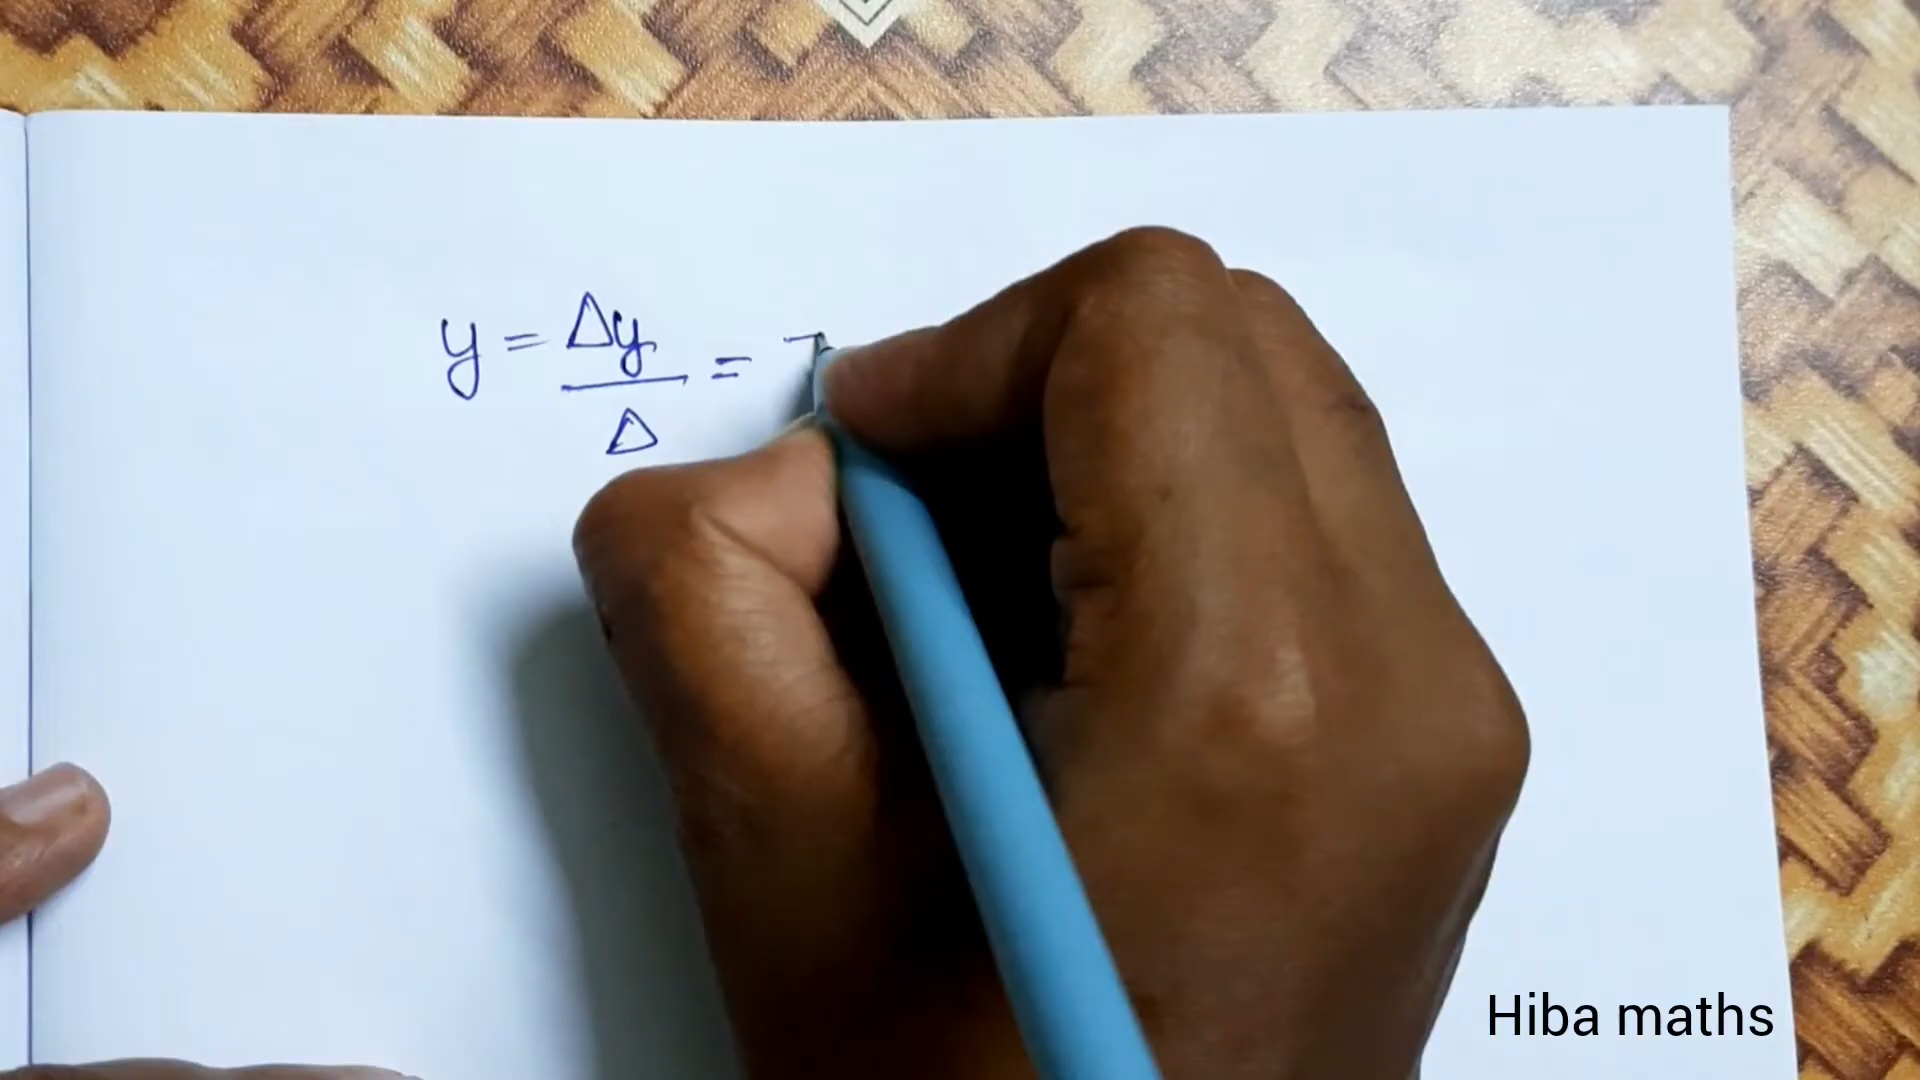 y = Δy/Δ = -
Hiba maths